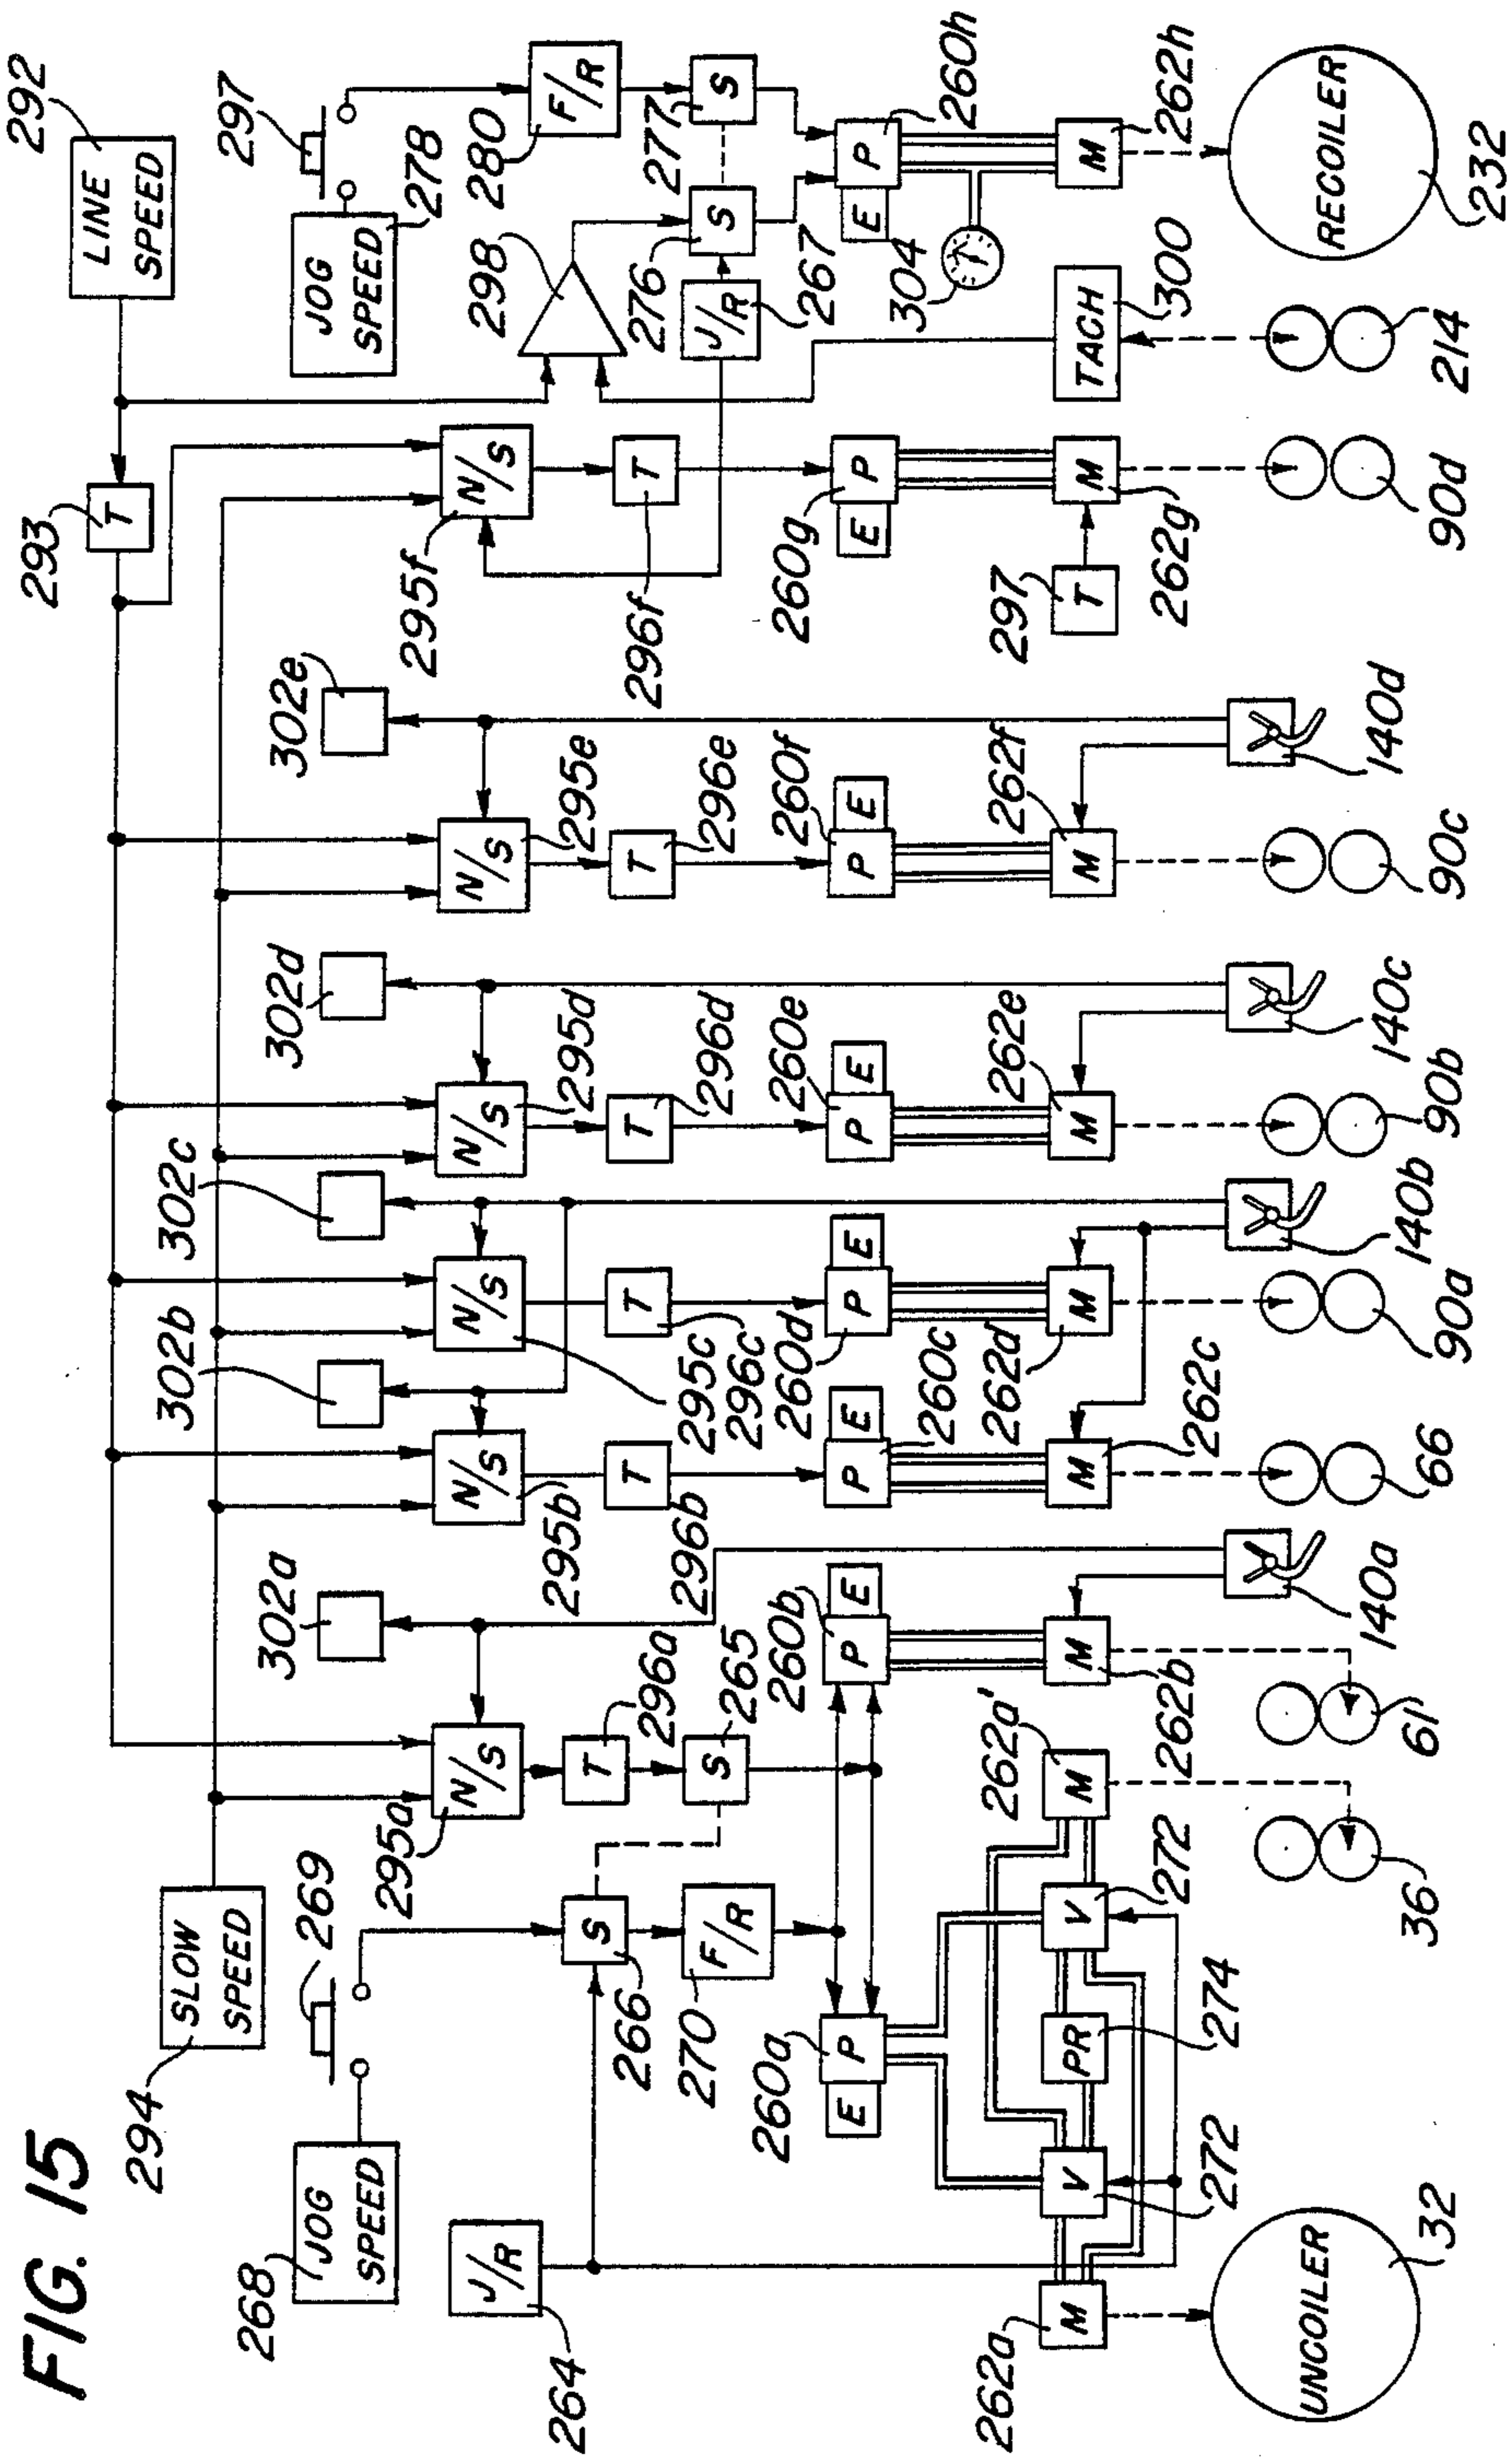 FIG. 15
294
SLOW
SPEED
302a
302b
302c
302d
302e
293
T
LINE
SPEED
292
268
JOG
SPEED
269
297
JOG
SPEED
278
264
J/R
295a
N/S
295b
N/S
295c
N/S
295d
N/S
295e
N/S
295f
N/S
298
280
F/R
266
S
296a
T
296b
T
296c
T
296d
T
296e
T
296f
T
270
F/R
265
S
276
S
277
S
J/R
267
260a
E
P
260b
P
E
260c
P
E
260d
P
E
260e
P
E
260f
P
E
260g
E
P
304
E
P
260h
262a
M
V
272
PR
274
V
272
262a'
M
M
262b
M
262c
262d
M
262e
M
262f
M
297
T
M
262g
TACH
300
M
262h
UNCOILER
32
36
61
140a
66
90a
140b
90b
140c
90c
140d
90d
214
RECOILER
232